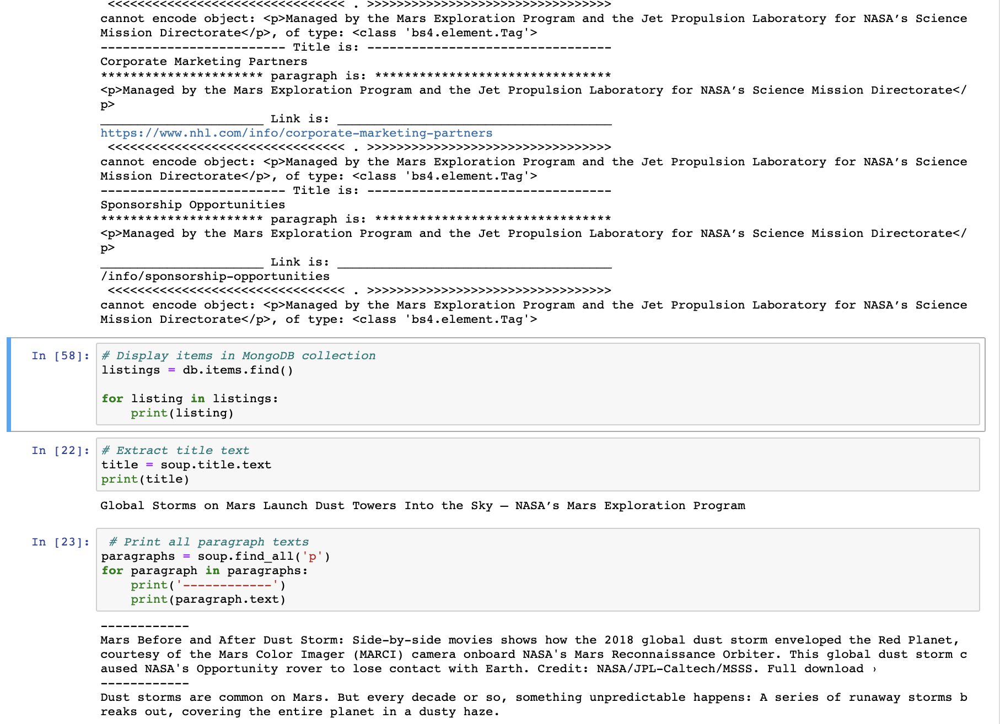 <<<<<<<<<<<<<<<<<<<<<<<<<<<<<<<< . >>>>>>>>>>>>>>>>>>>>>>>>>>>>>>>>>
cannot encode object: <p>Managed by the Mars Exploration Program and the Jet Propulsion Laboratory for NASA’s Science
Mission Directorate</p>, of type: <class 'bs4.element.Tag'>
------------------------- Title is: ---------------------------------
Corporate Marketing Partners
********************** paragraph is: ********************************
<p>Managed by the Mars Exploration Program and the Jet Propulsion Laboratory for NASA’s Science Mission Directorate</
p>
______________________ Link is: _____________________________________
https://www.nhl.com/info/corporate-marketing-partners
<<<<<<<<<<<<<<<<<<<<<<<<<<<<<<<< . >>>>>>>>>>>>>>>>>>>>>>>>>>>>>>>>>
cannot encode object: <p>Managed by the Mars Exploration Program and the Jet Propulsion Laboratory for NASA’s Science
Mission Directorate</p>, of type: <class 'bs4.element.Tag'>
------------------------- Title is: ---------------------------------
Sponsorship Opportunities
********************** paragraph is: ********************************
<p>Managed by the Mars Exploration Program and the Jet Propulsion Laboratory for NASA’s Science Mission Directorate</
p>
______________________ Link is: _____________________________________
/info/sponsorship-opportunities
<<<<<<<<<<<<<<<<<<<<<<<<<<<<<<<< . >>>>>>>>>>>>>>>>>>>>>>>>>>>>>>>>>
cannot encode object: <p>Managed by the Mars Exploration Program and the Jet Propulsion Laboratory for NASA’s Science
Mission Directorate</p>, of type: <class 'bs4.element.Tag'>
In [58]: # Display items in MongoDB collection
listings = db.items.find()
for listing in listings:
    print(listing)
In [22]: # Extract title text
title = soup.title.text
print(title)
Global Storms on Mars Launch Dust Towers Into the Sky – NASA’s Mars Exploration Program
In [23]: # Print all paragraph texts
paragraphs = soup.find_all('p')
for paragraph in paragraphs:
    print('------------')
    print(paragraph.text)
------------
Mars Before and After Dust Storm: Side-by-side movies shows how the 2018 global dust storm enveloped the Red Planet,
courtesy of the Mars Color Imager (MARCI) camera onboard NASA's Mars Reconnaissance Orbiter. This global dust storm c
aused NASA's Opportunity rover to lose contact with Earth. Credit: NASA/JPL-Caltech/MSSS. Full download ›
------------
Dust storms are common on Mars. But every decade or so, something unpredictable happens: A series of runaway storms b
reaks out, covering the entire planet in a dusty haze.